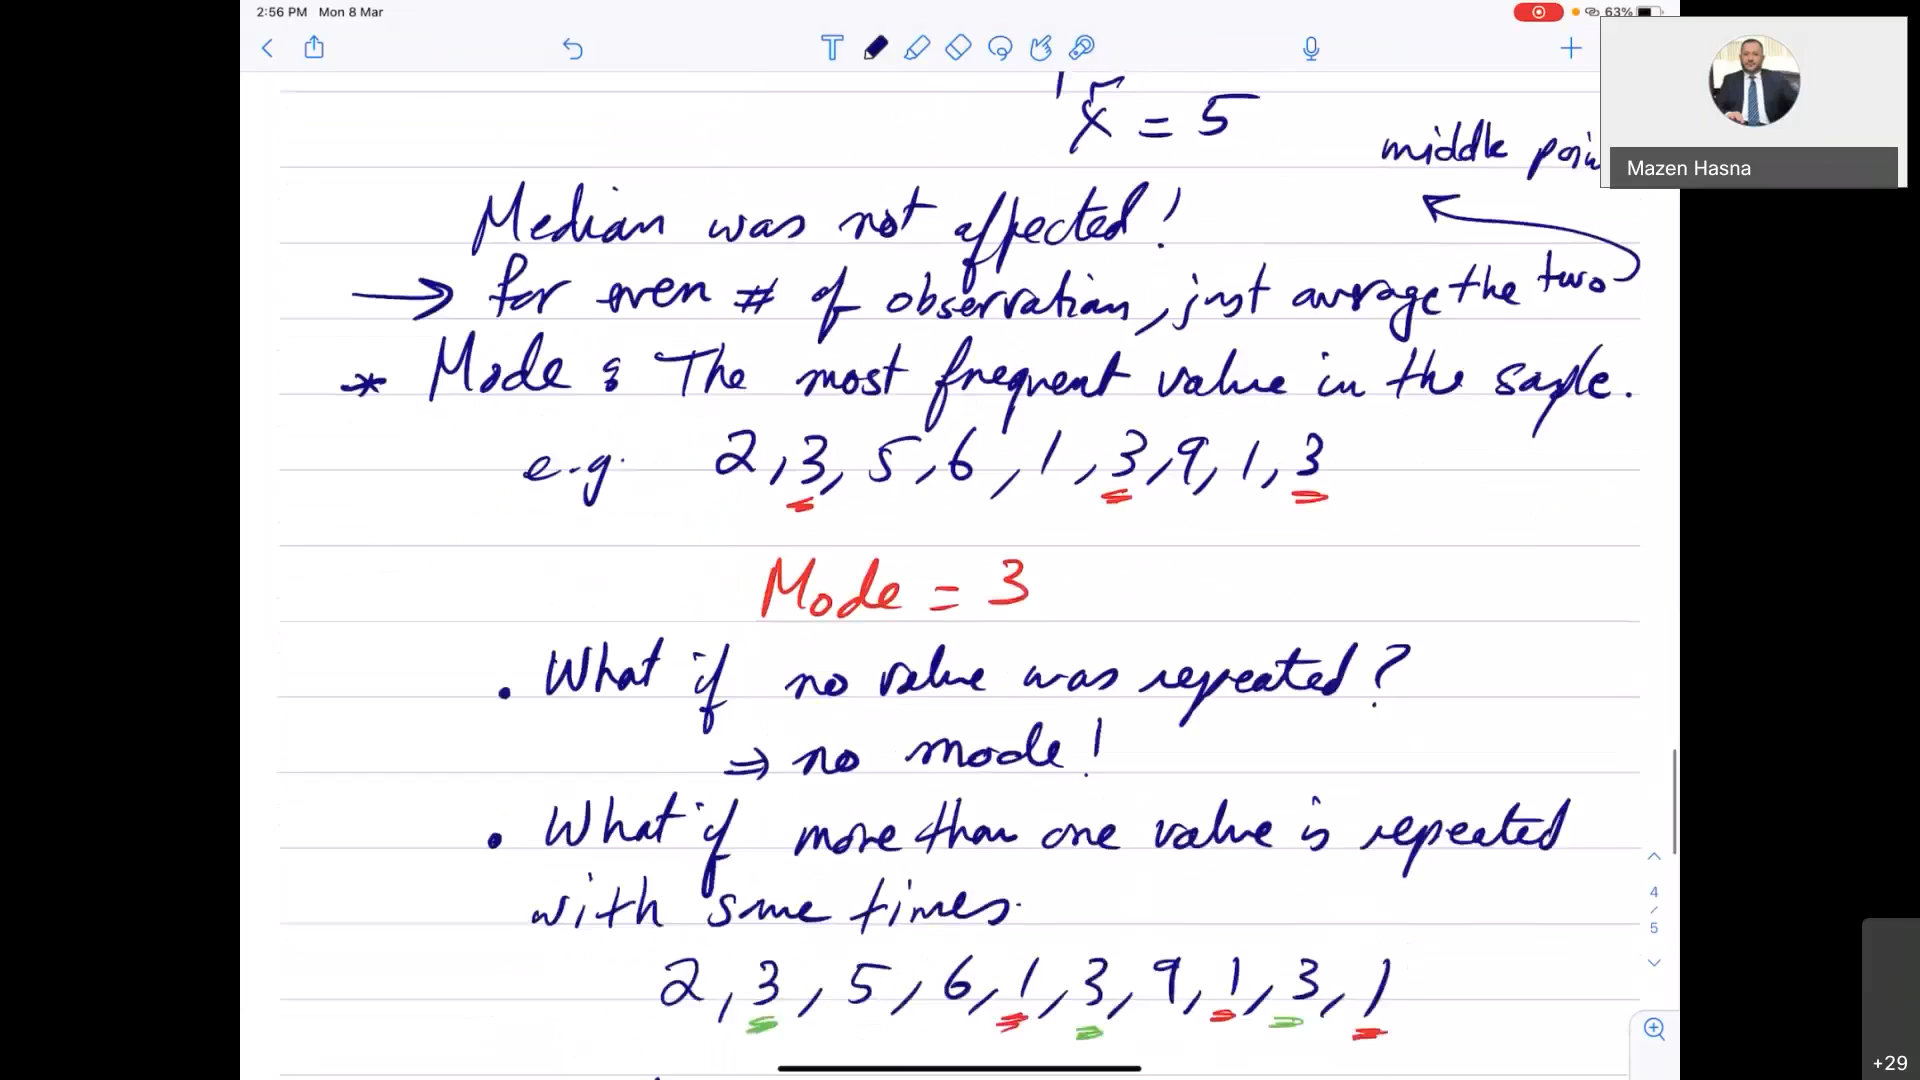 2:56 PM Mon 8 Mar
63%
x̃ = 5
middle poin
Mazen Hasna
Median was not affected!
→ for even # of observation, just average the two
* Mode : The most frequent value in the saple.
e.g. 2, 3, 5, 6, 1, 3, 9, 1, 3
Mode = 3
• What if no value was repeated?
⇒ no mode!
• What if more than one value is repeated
with same times.
2, 3, 5, 6, 1, 3, 9, 1, 3, 1
4
/
5
+29